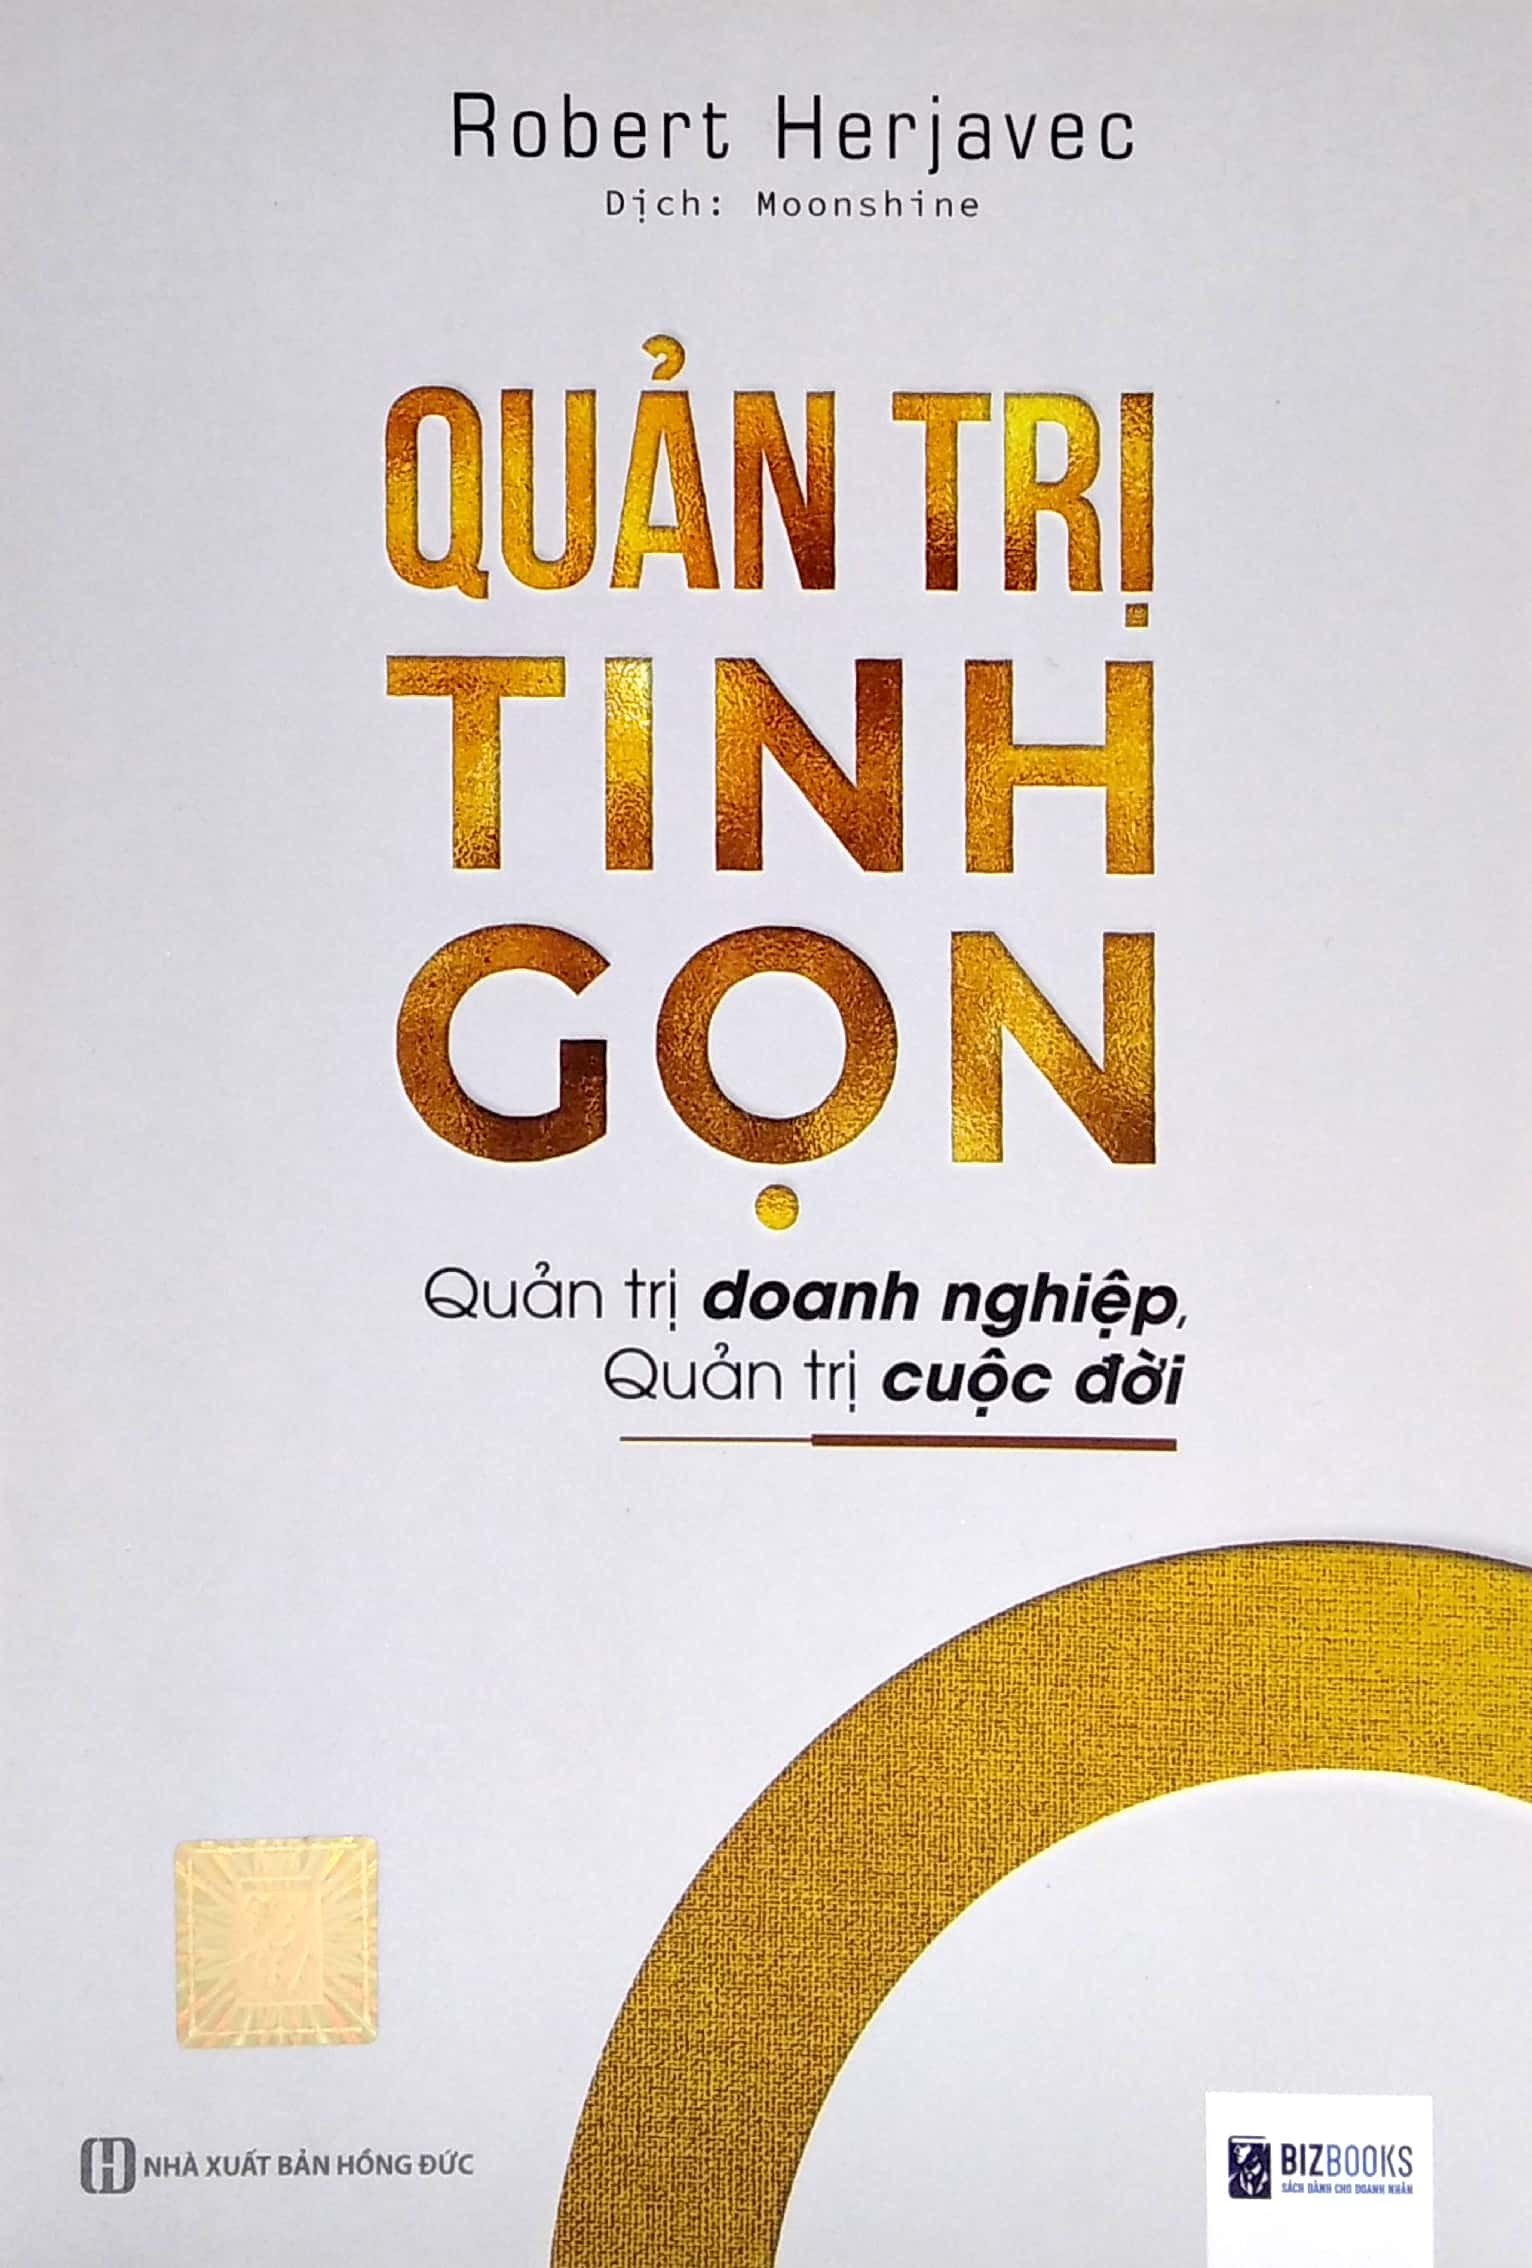 Robert Herjavec
Dịch: Moonshine
QUẢN TRỊ
TINH
GỌN
Quản trị doanh nghiệp,
Quản trị cuộc đời
NHÀ XUẤT BẢN HỒNG ĐỨC
BIZBOOKS
SÁCH DÀNH CHO DOANH NHÂN